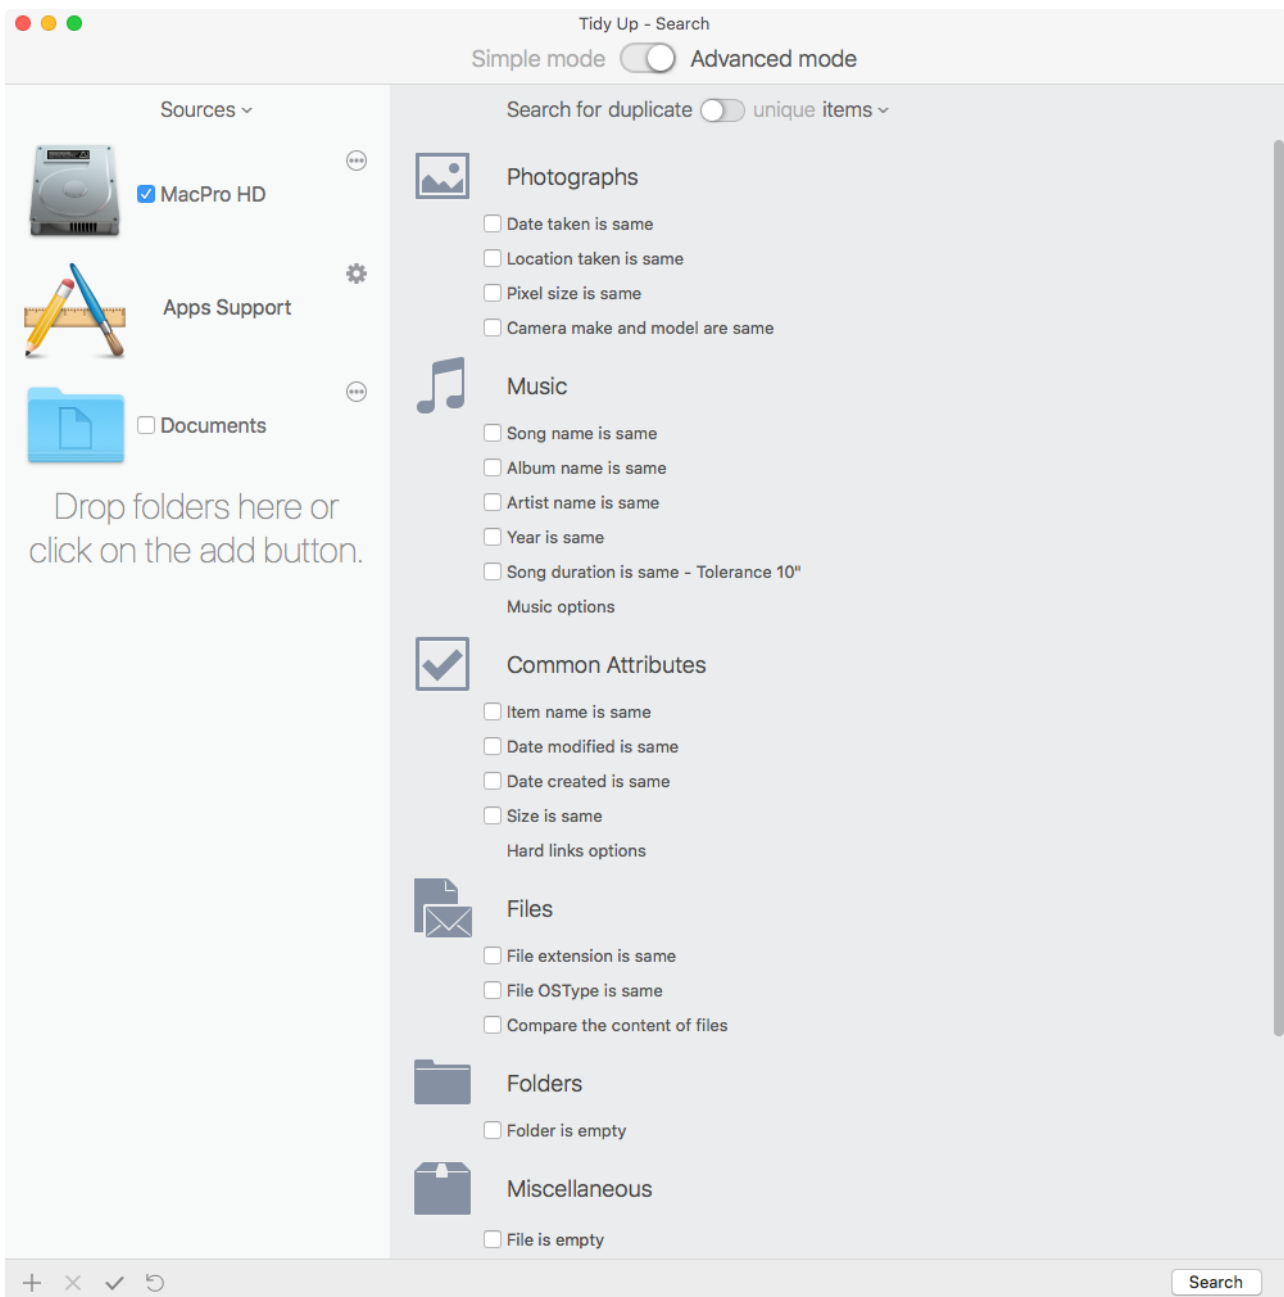 Tidy Up - Search
Simple mode Advanced mode
Sources
MacPro HD
Apps Support
Documents
Drop folders here or
click on the add button.
Search for duplicate unique items
Photographs
Date taken is same
Location taken is same
Pixel size is same
Camera make and model are same
Music
Song name is same
Album name is same
Artist name is same
Year is same
Song duration is same - Tolerance 10"
Music options
Common Attributes
Item name is same
Date modified is same
Date created is same
Size is same
Hard links options
Files
File extension is same
File OSType is same
Compare the content of files
Folders
Folder is empty
Miscellaneous
File is empty
Search